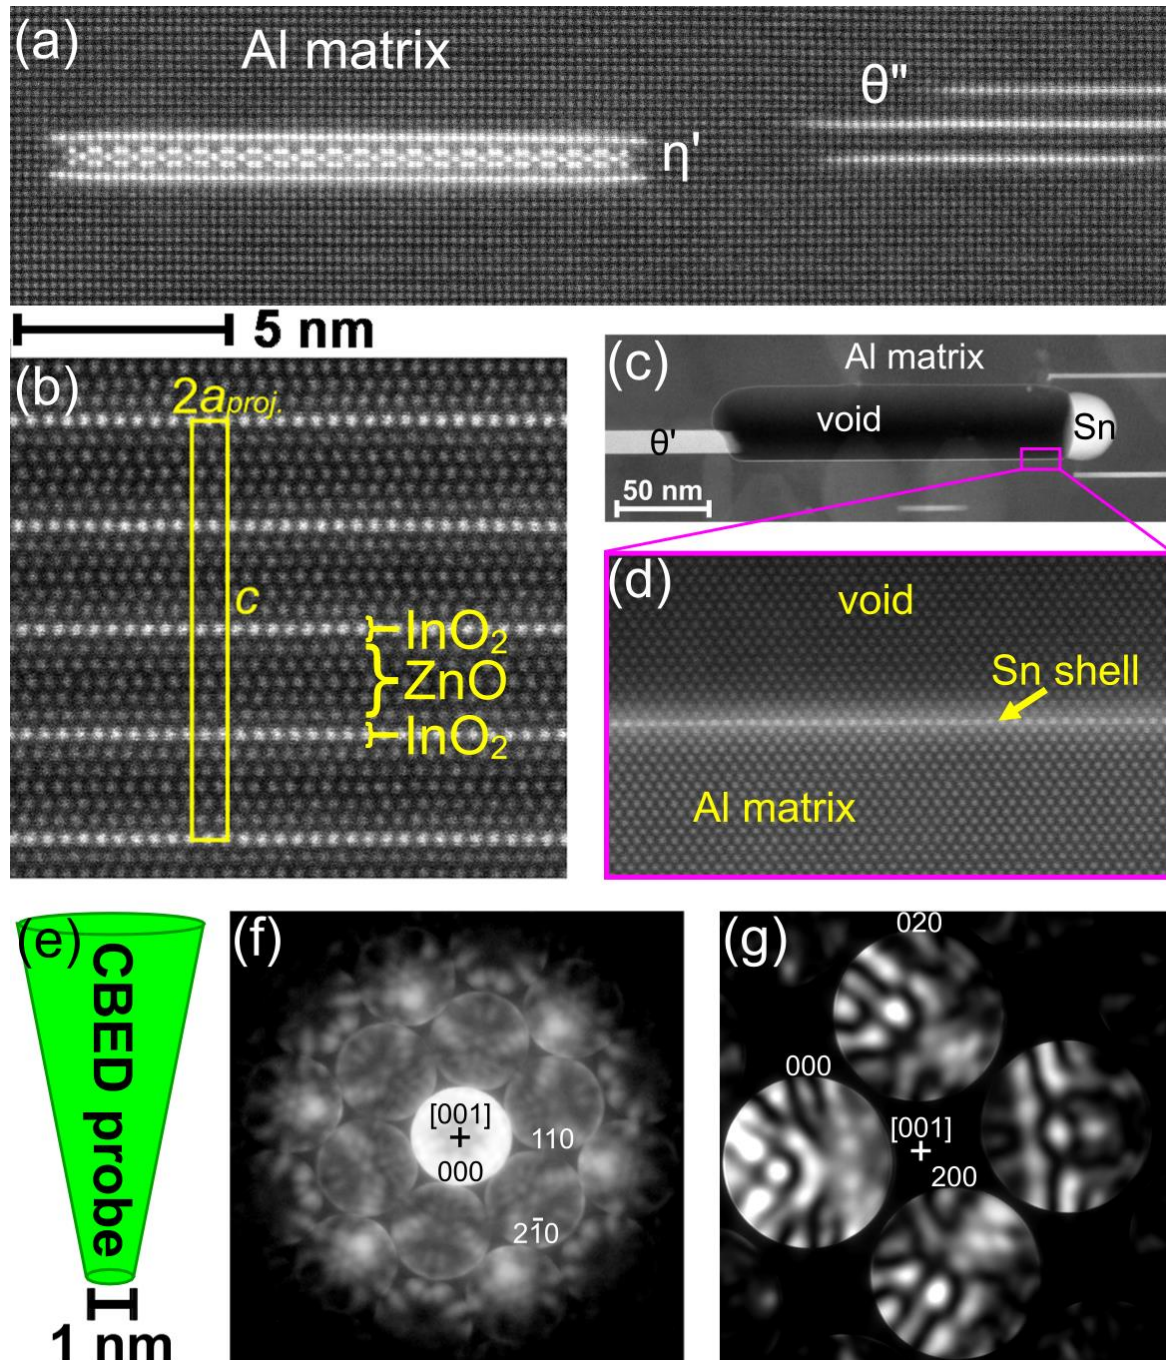 (a)
Al matrix
θ"
η'
5 nm
(b)
2aproj.
c
InO₂
ZnO
InO₂
(c)
Al matrix
void
θ'
Sn
50 nm
(d)
void
Sn shell
Al matrix
(e)
CBED probe
1 nm
(f)
[001]
+
000
110
21̄0
(g)
020
000
[001]
+
200